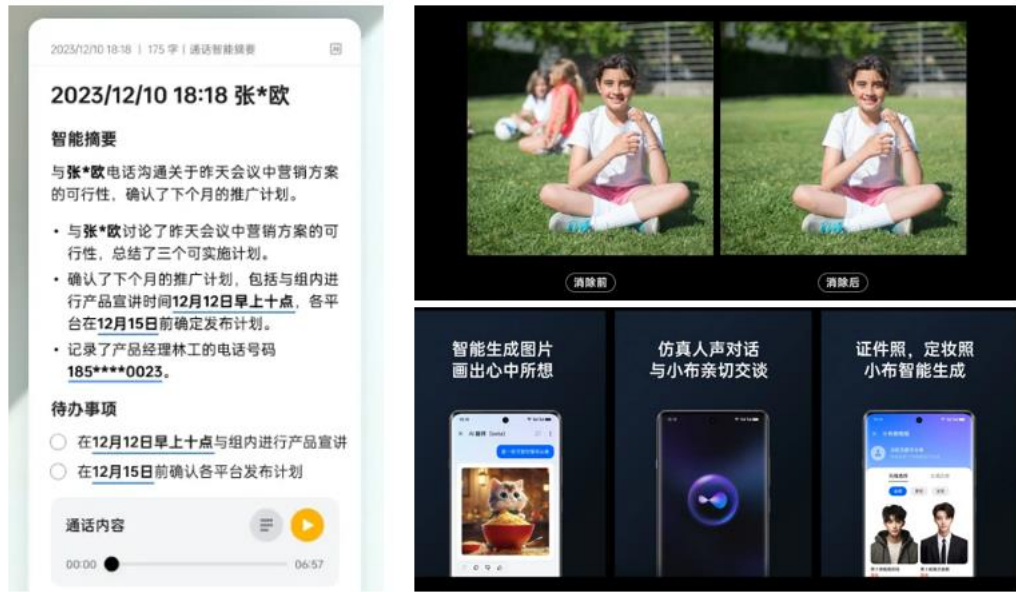 2023/12/10 18:18 | 175 字 | 通话智能摘要
2023/12/10 18:18 张*欧
智能摘要
与张*欧电话沟通关于昨天会议中营销方案
的可行性，确认了下个月的推广计划。
• 与张*欧讨论了昨天会议中营销方案的可
行性，总结了三个可实施计划。
• 确认了下个月的推广计划，包括与组内进
行产品宣讲时间12月12日早上十点，各平
台在12月15日前确定发布计划。
• 记录了产品经理林工的电话号码
185****0023。
待办事项
在12月12日早上十点与组内进行产品宣讲
在12月15日前确认各平台发布计划
通话内容
00:00
06:57
消除前
消除后
智能生成图片
画出心中所想
仿真人声对话
与小布亲切交谈
证件照，定妆照
小布智能生成